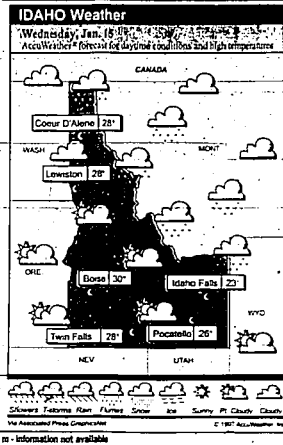 IDAHO Weather
Wednesday, Jan. 15
AccuWeather® forecast for daytime conditions and high temperatures
CANADA
Coeur D'Alene 28°
WASH
MONT
Lewiston 28°
ORE
Boise 30°
Idaho Falls 23°
WYO
Twin Falls 28°
Pocatello 26°
NEV
UTAH
Showers T-storms Rain Flurries Snow Ice Sunny Pt. Cloudy Cloudy
Via Associated Press GraphicsNet
© 1997 AccuWeather, Inc.
m - information not available